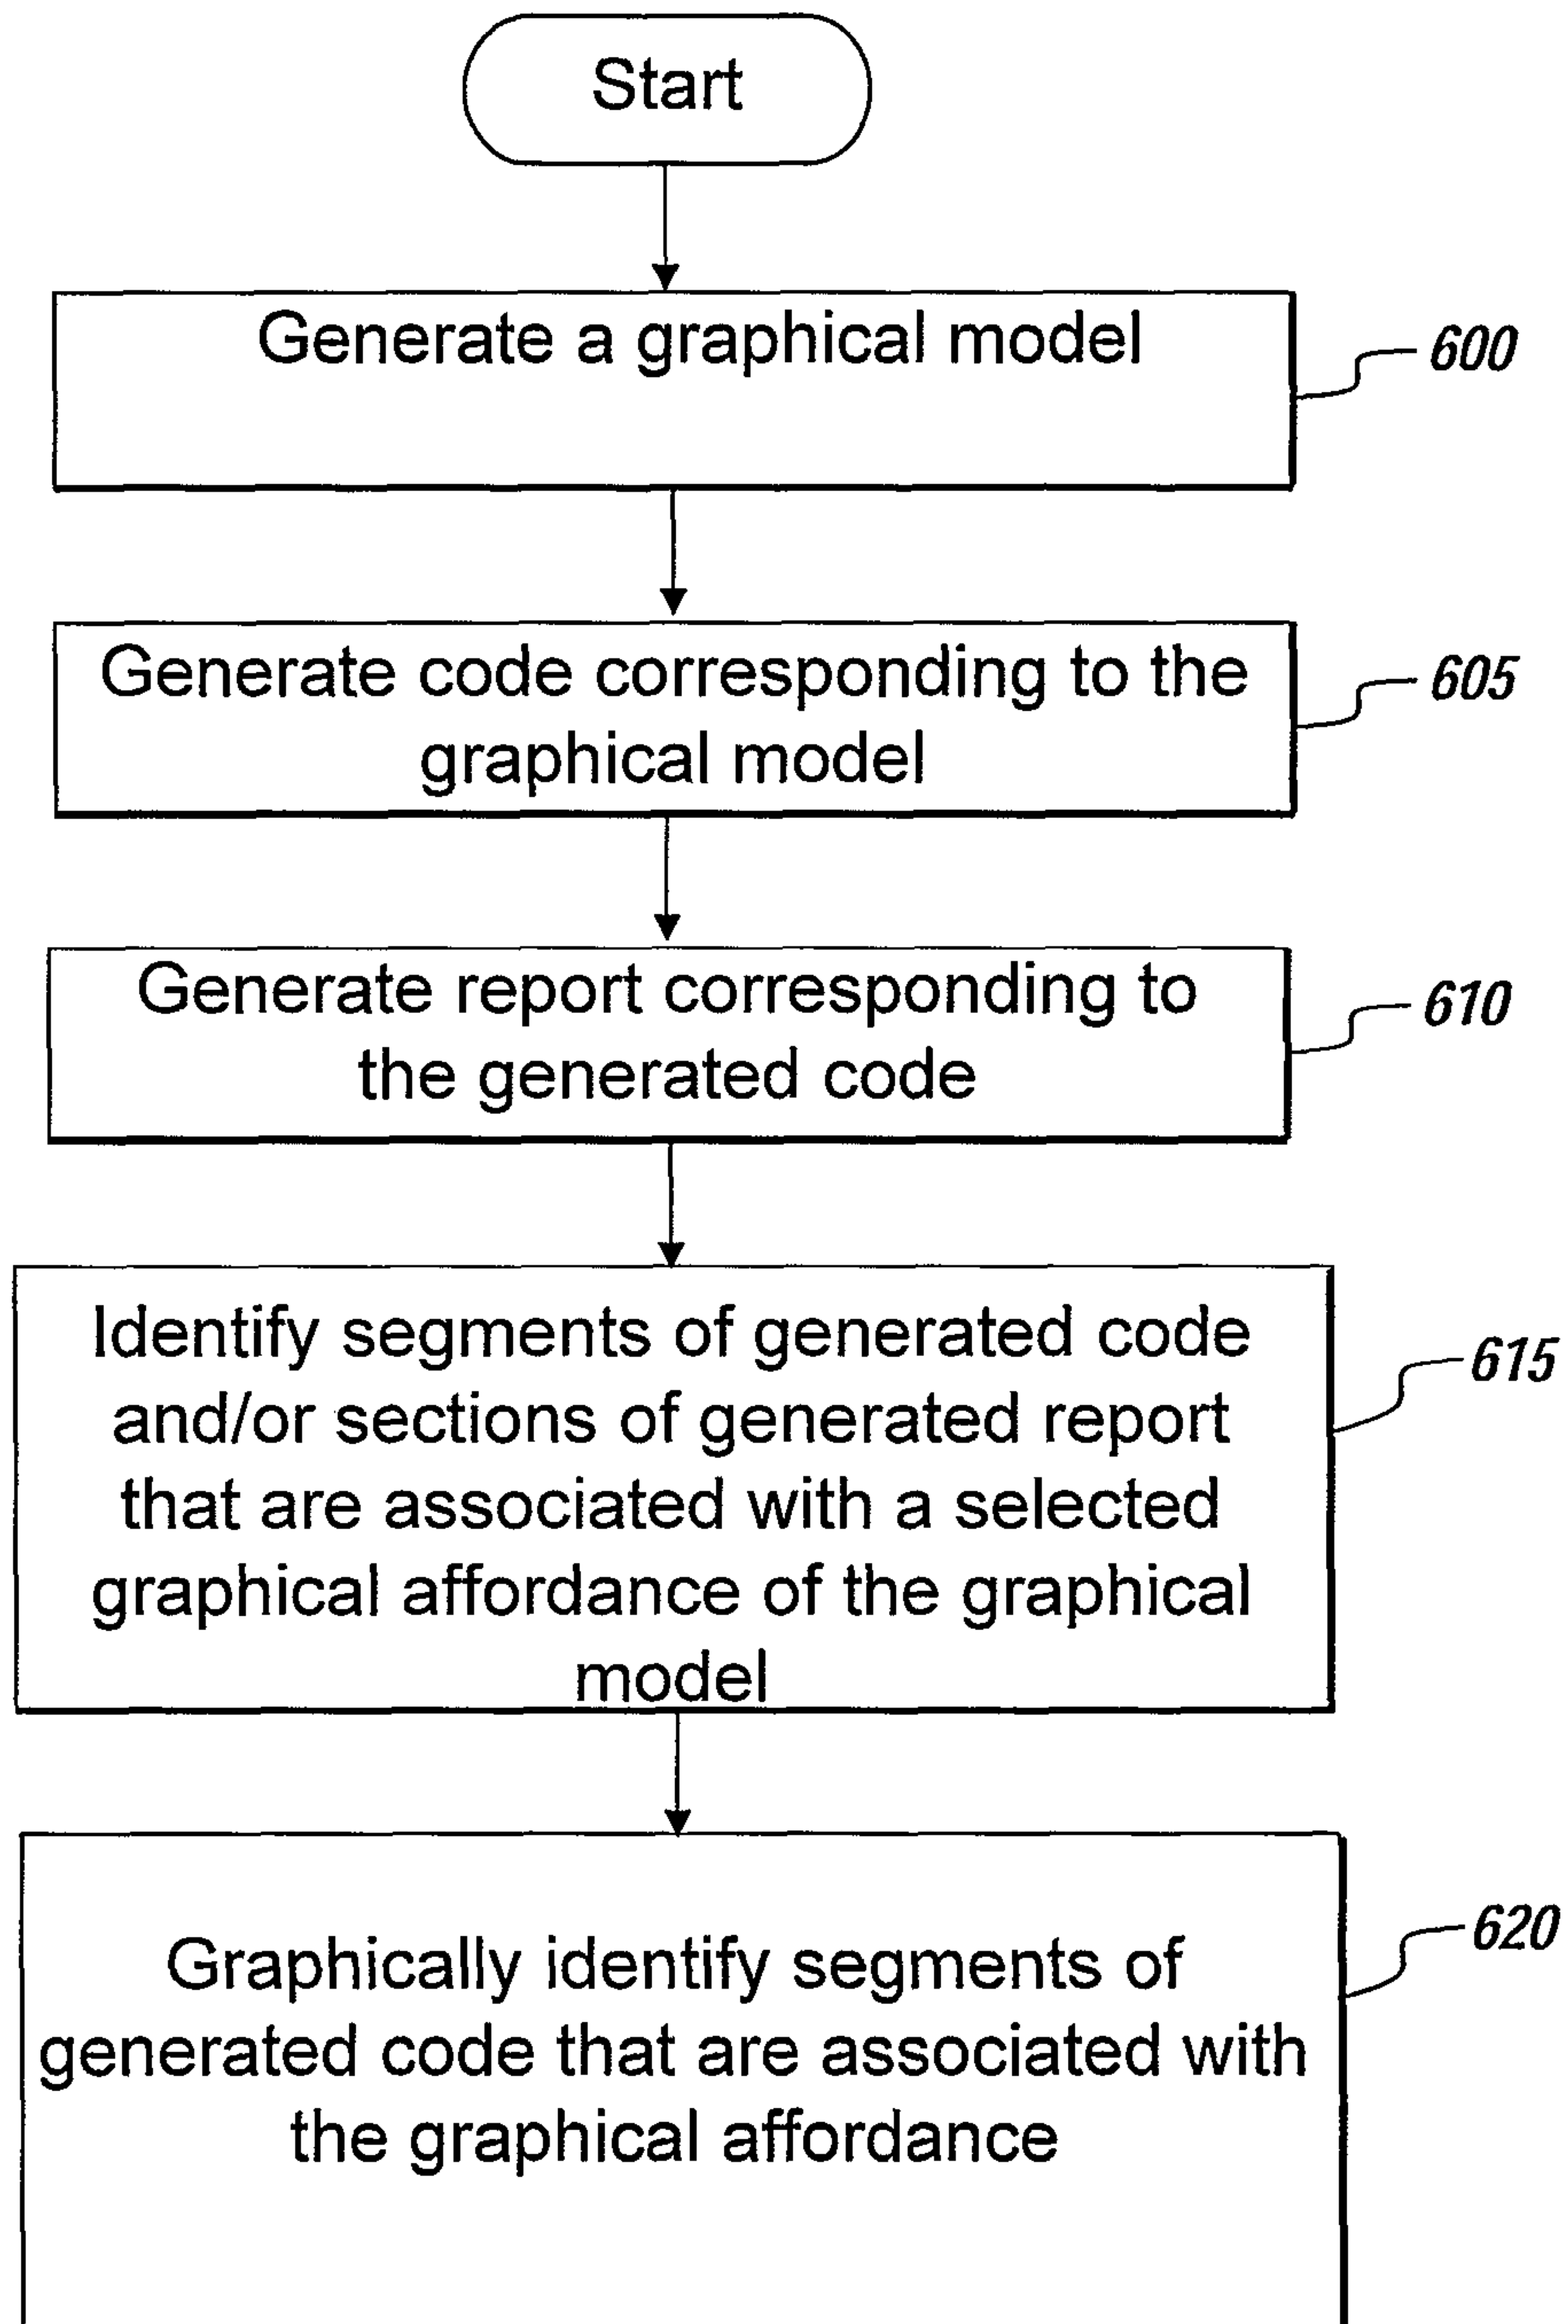 Start
Generate a graphical model
600
Generate code corresponding to the
graphical model
605
Generate report corresponding to
the generated code
610
Identify segments of generated code
and/or sections of generated report
that are associated with a selected
graphical affordance of the graphical
model
615
Graphically identify segments of
generated code that are associated with
the graphical affordance
620